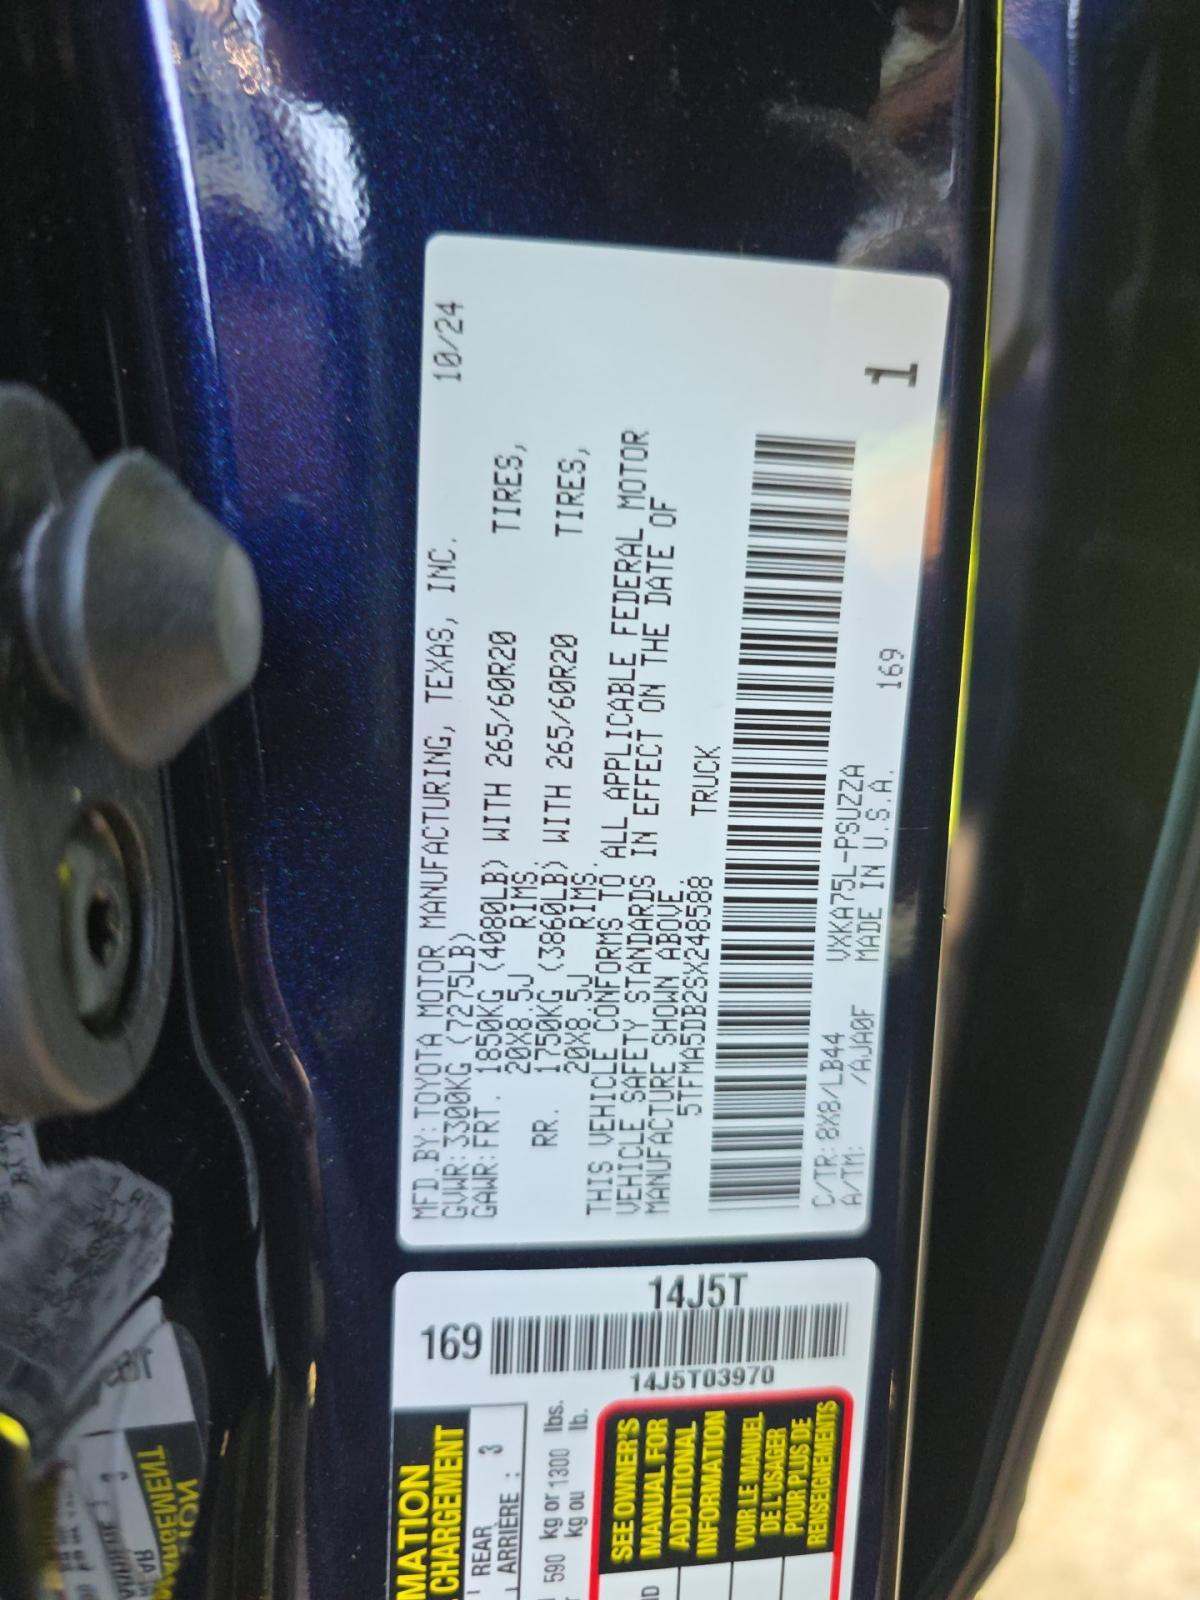 MFD.BY: TOYOTA MOTOR MANUFACTURING, TEXAS, INC. 10/24
GVWR: 3300KG (7275LB)
GAWR: FRT. 1850KG (4080LB) WITH 265/60R20 TIRES,
20X8.5J RIMS.
RR. 1750KG (3860LB) WITH 265/60R20 TIRES,
20X8.5J RIMS.
THIS VEHICLE CONFORMS TO ALL APPLICABLE FEDERAL MOTOR
VEHICLE SAFETY STANDARDS IN EFFECT ON THE DATE OF
MANUFACTURE SHOWN ABOVE.
5TFMA5DB2SX248588 TRUCK
C/TR: 8X8/LB44 VXKA75L-PSUZZA
A/TM: /AJA0F MADE IN U.S.A. 169
1
169
14J5T
14J5T03970
MATION
CHARGEMENT
REAR
ARRIÈRE : 3
590 kg or 1300 lbs.
kg ou lb.
SEE OWNER'S
MANUAL FOR
ADDITIONAL
INFORMATION
VOIR LE MANUEL
DE L'USAGER
POUR PLUS DE
RENSEIGNEMENTS